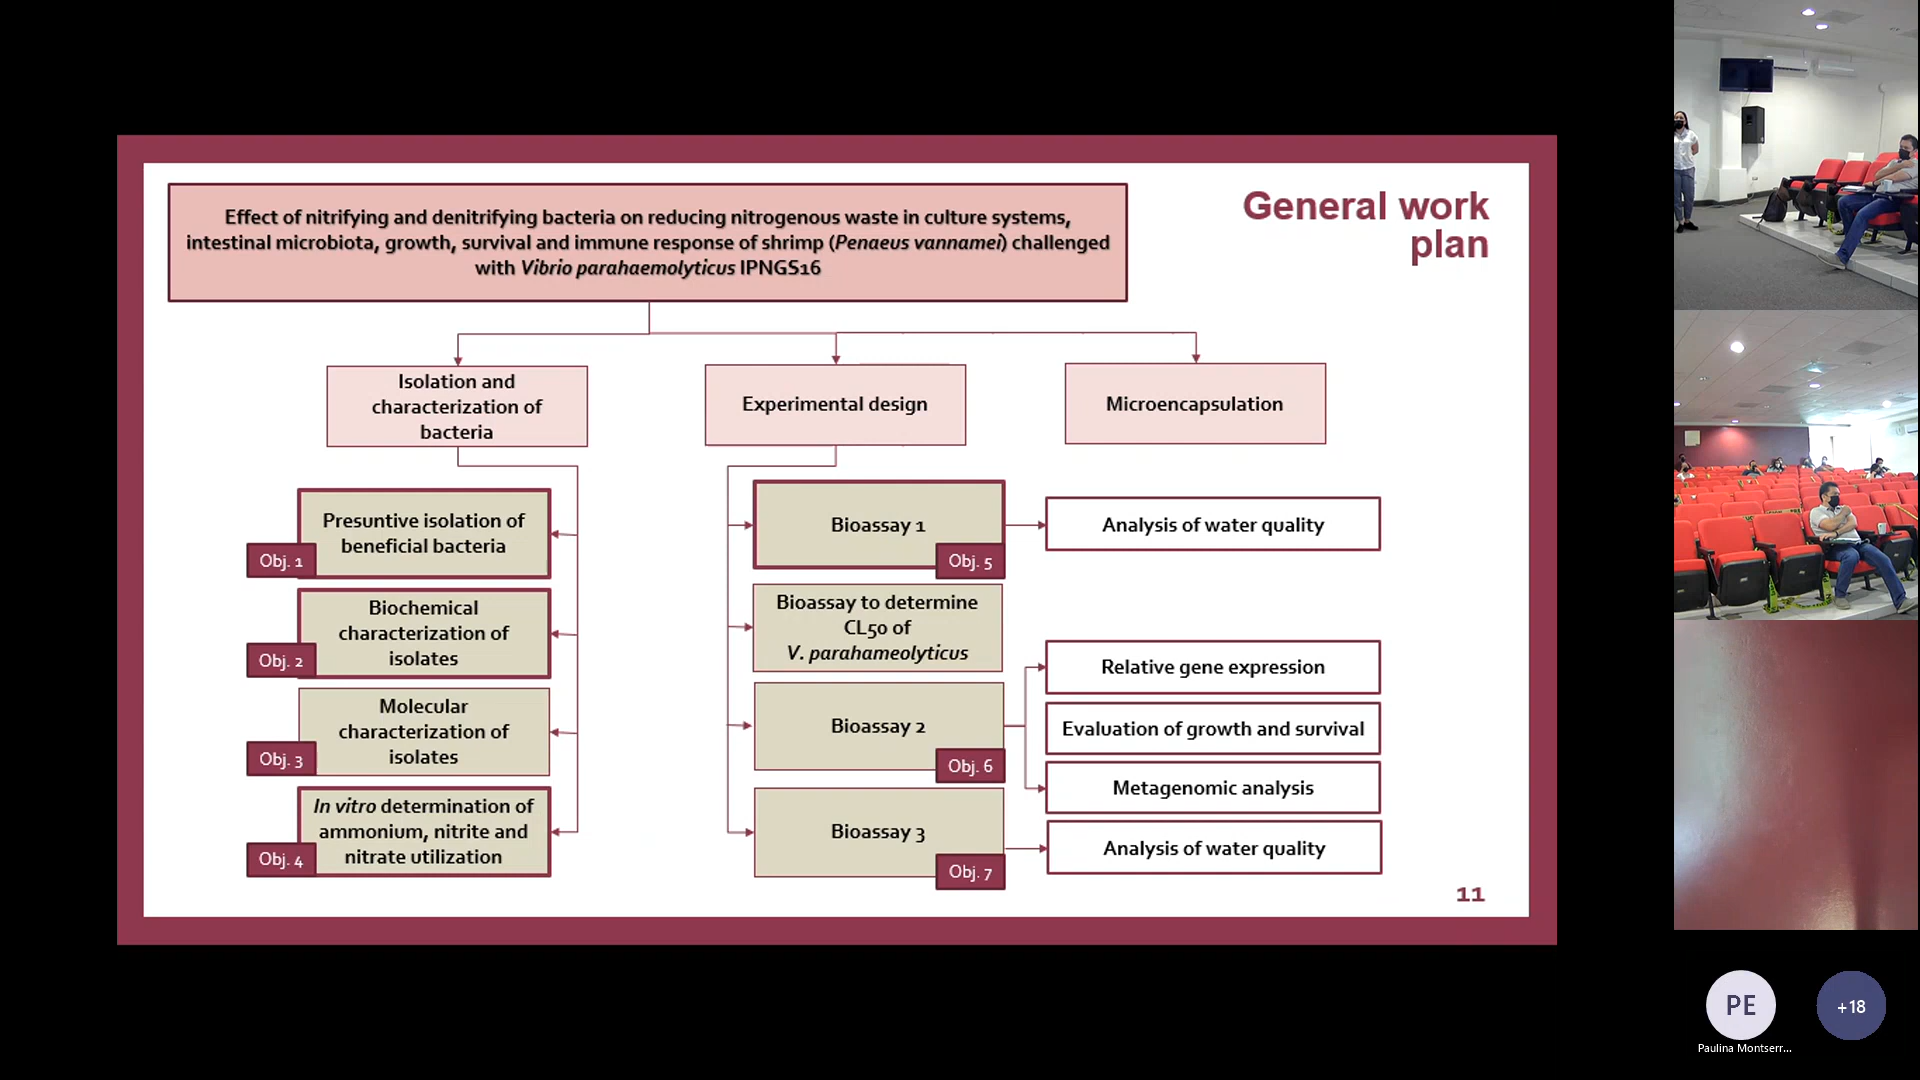 Effect of nitrifying and denitrifying bacteria on reducing nitrogenous waste in culture systems,
intestinal microbiota, growth, survival and immune response of shrimp (Penaeus vannamei) challenged
with Vibrio parahaemolyticus IPNGS16
General work
plan
Isolation and
characterization of
bacteria
Experimental design
Microencapsulation
Presuntive isolation of
beneficial bacteria
Obj. 1
Biochemical
characterization of
isolates
Obj. 2
Molecular
characterization of
isolates
Obj. 3
In vitro determination of
ammonium, nitrite and
nitrate utilization
Obj. 4
Bioassay 1
Obj. 5
Analysis of water quality
Bioassay to determine
CL50 of
V. parahameolyticus
Bioassay 2
Obj. 6
Relative gene expression
Evaluation of growth and survival
Metagenomic analysis
Bioassay 3
Obj. 7
Analysis of water quality
11
PE
Paulina Montserr...
+18